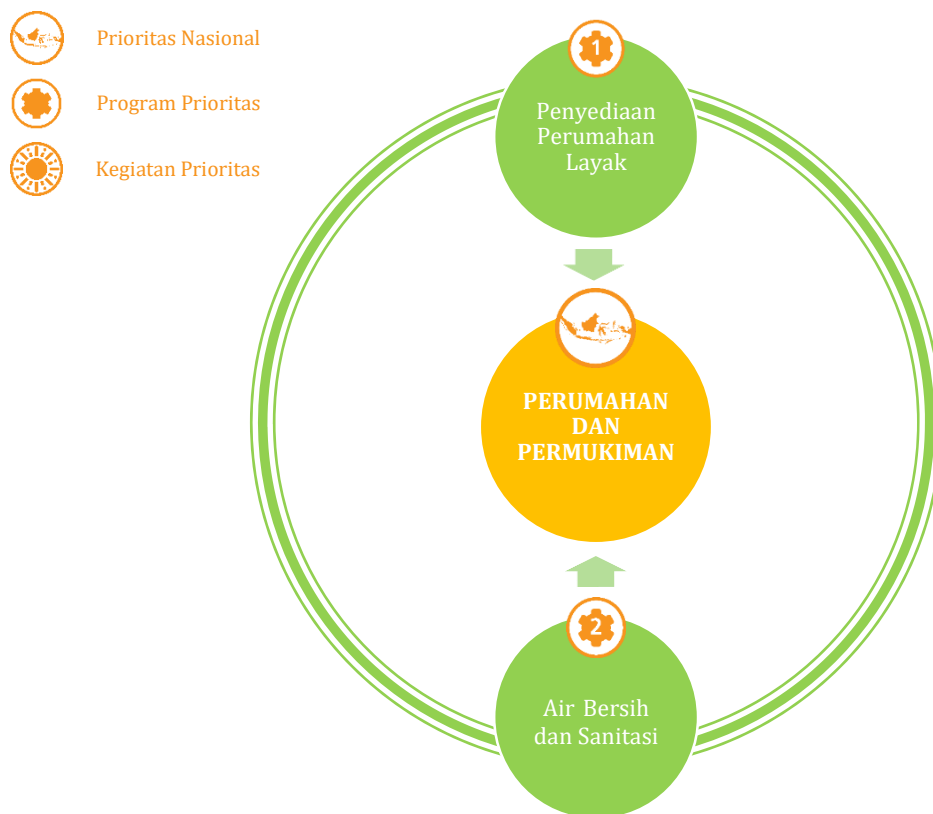 Prioritas Nasional
Program Prioritas
Kegiatan Prioritas
1
Penyediaan
Perumahan
Layak
PERUMAHAN
DAN
PERMUKIMAN
2
Air Bersih
dan Sanitasi